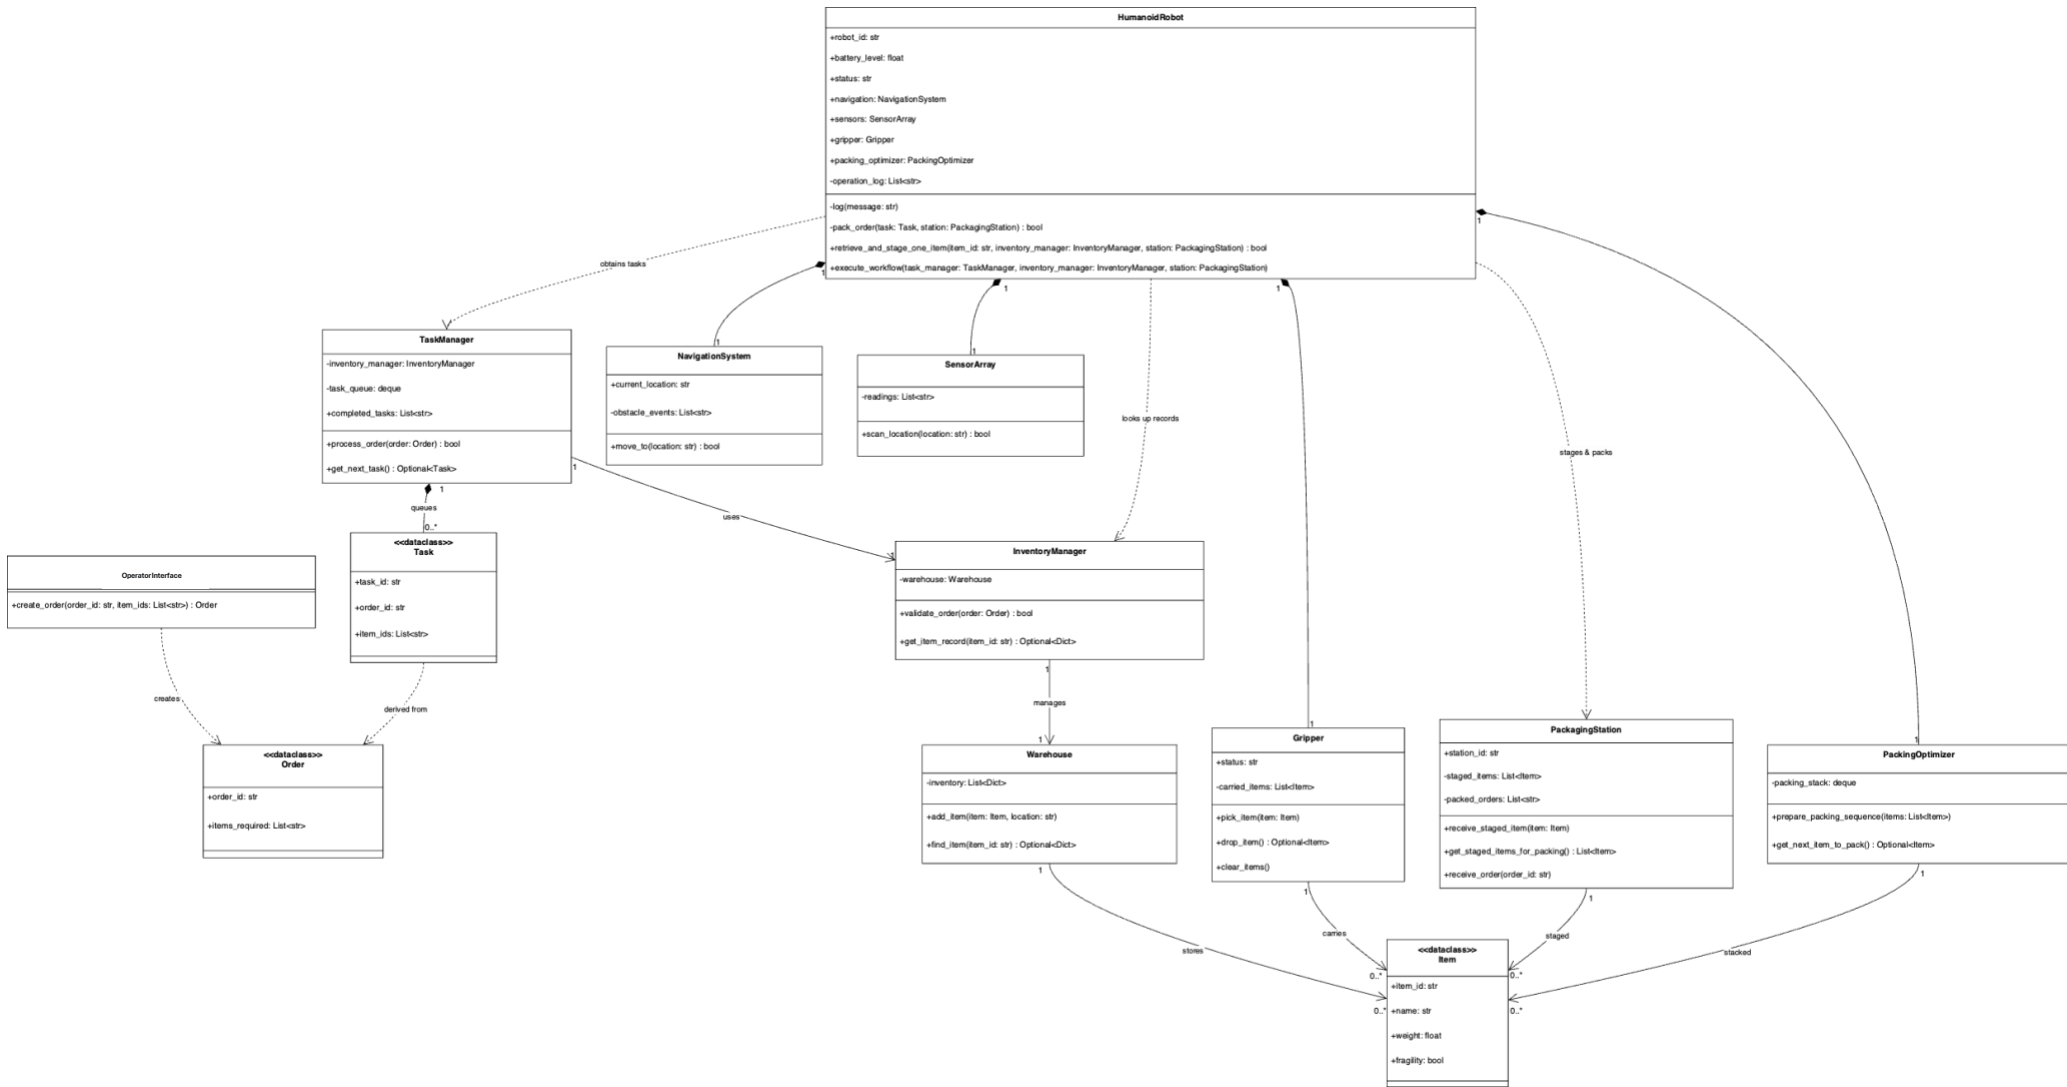 HumanoidRobot
+robot_id: str
+battery_level: float
+status: str
+navigation: NavigationSystem
+sensors: SensorArray
+gripper: Gripper
+packing_optimizer: PackingOptimizer
-operation_log: List<str>
-log(message: str)
-pack_order(task: Task, station: PackagingStation) : bool
+retrieve_and_stage_one_item(item_id: str, inventory_manager: InventoryManager, station: PackagingStation) : bool
+execute_workflow(task_manager: TaskManager, inventory_manager: InventoryManager, station: PackagingStation)
1
1
1
1
obtains tasks
looks up records
stages & packs
TaskManager
-inventory_manager: InventoryManager
-task_queue: deque
+completed_tasks: List<str>
+process_order(order: Order) : bool
+get_next_task() : Optional<Task>
1
1
queues
0..*
uses
1
1
NavigationSystem
+current_location: str
-obstacle_events: List<str>
+move_to(location: str) : bool
1
SensorArray
-readings: List<str>
+scan_location(location: str) : bool
<<dataclass>>
Task
+task_id: str
+order_id: str
+item_ids: List<str>
OperatorInterface
+create_order(order_id: str, item_ids: List<str>) : Order
creates
derived from
<<dataclass>>
Order
+order_id: str
+items_required: List<str>
InventoryManager
-warehouse: Warehouse
+validate_order(order: Order) : bool
+get_item_record(item_id: str) : Optional<Dict>
1
manages
1
Warehouse
-inventory: List<Dict>
+add_item(item: Item, location: str)
+find_item(item_id: str) : Optional<Dict>
1
1
Gripper
+status: str
-carried_items: List<Item>
+pick_item(item: Item)
+drop_item() : Optional<Item>
+clear_items()
1
PackagingStation
+station_id: str
-staged_items: List<Item>
-packed_orders: List<str>
+receive_staged_item(item: Item)
+get_staged_items_for_packing() : List<Item>
+receive_order(order_id: str)
1
1
PackingOptimizer
-packing_stack: deque
+prepare_packing_sequence(items: List<Item>)
+get_next_item_to_pack() : Optional<Item>
1
stores
carries
staged
stacked
0..*
0..*
0..*
0..*
<<dataclass>>
Item
+item_id: str
+name: str
+weight: float
+fragility: bool